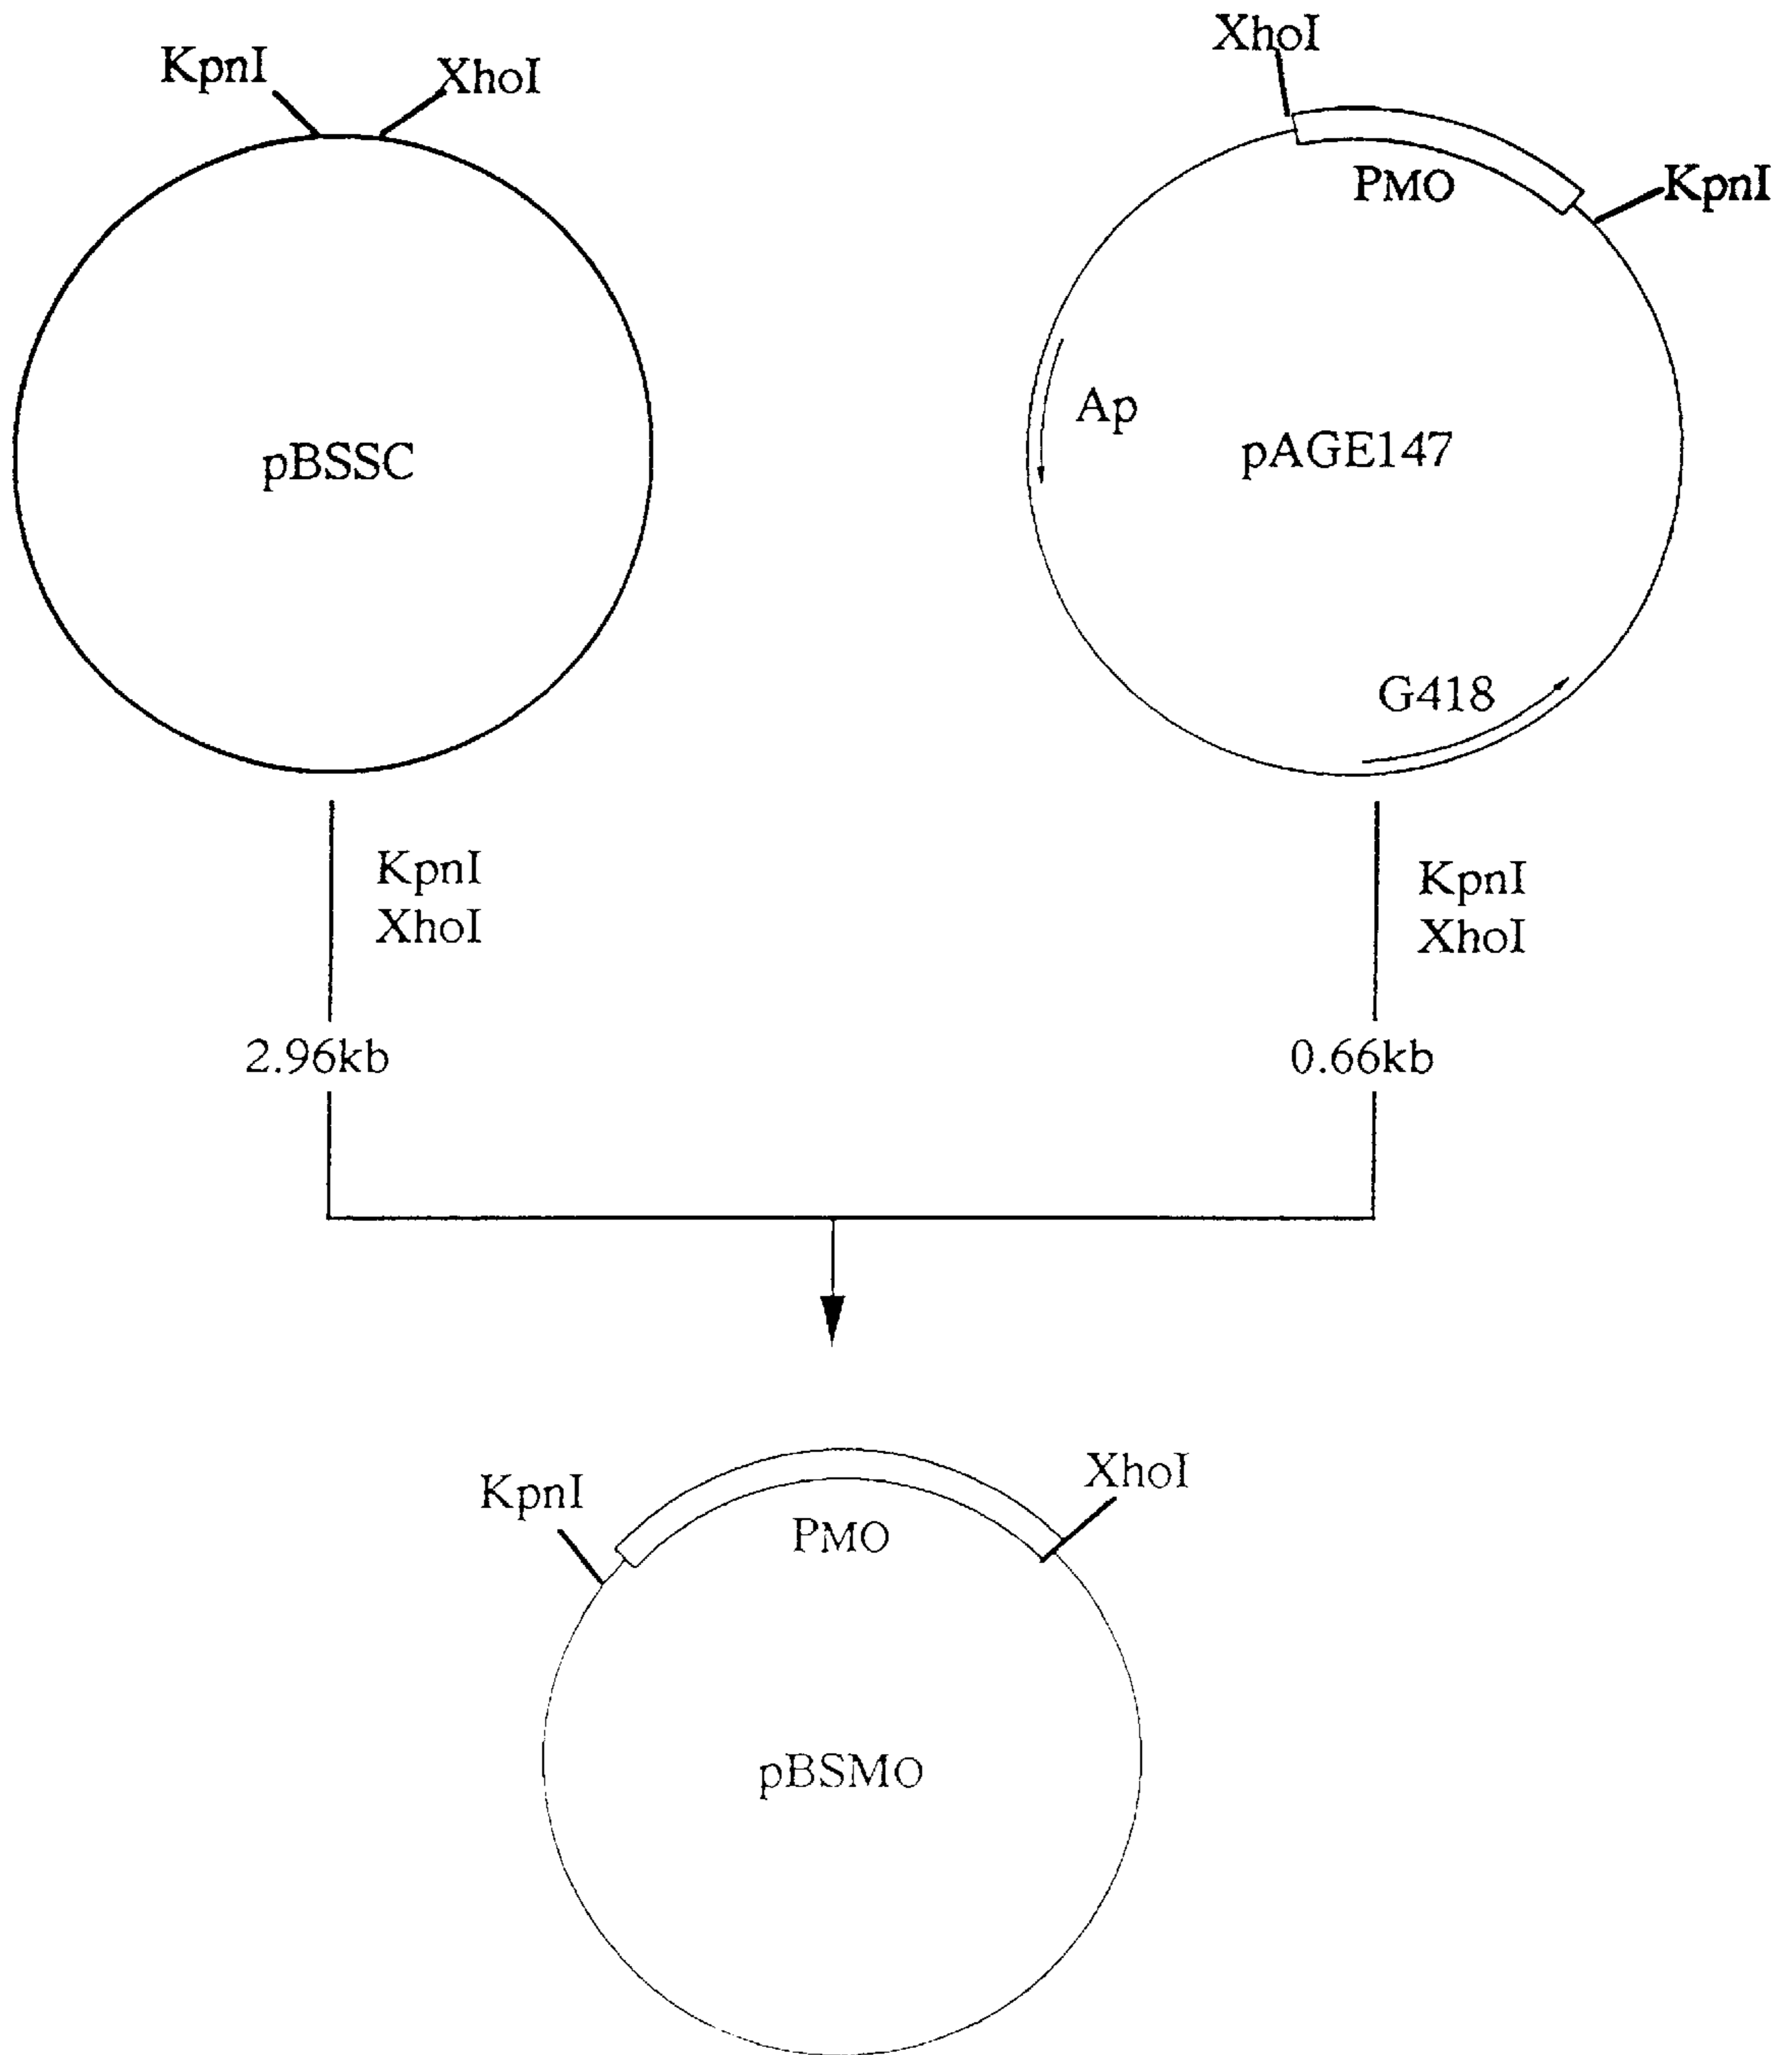 KpnI
XhoI
pBSSC
XhoI
PMO
KpnI
Ap
pAGE147
G418
KpnI
XhoI
2.96kb
KpnI
XhoI
0.66kb
KpnI
XhoI
PMO
pBSMO